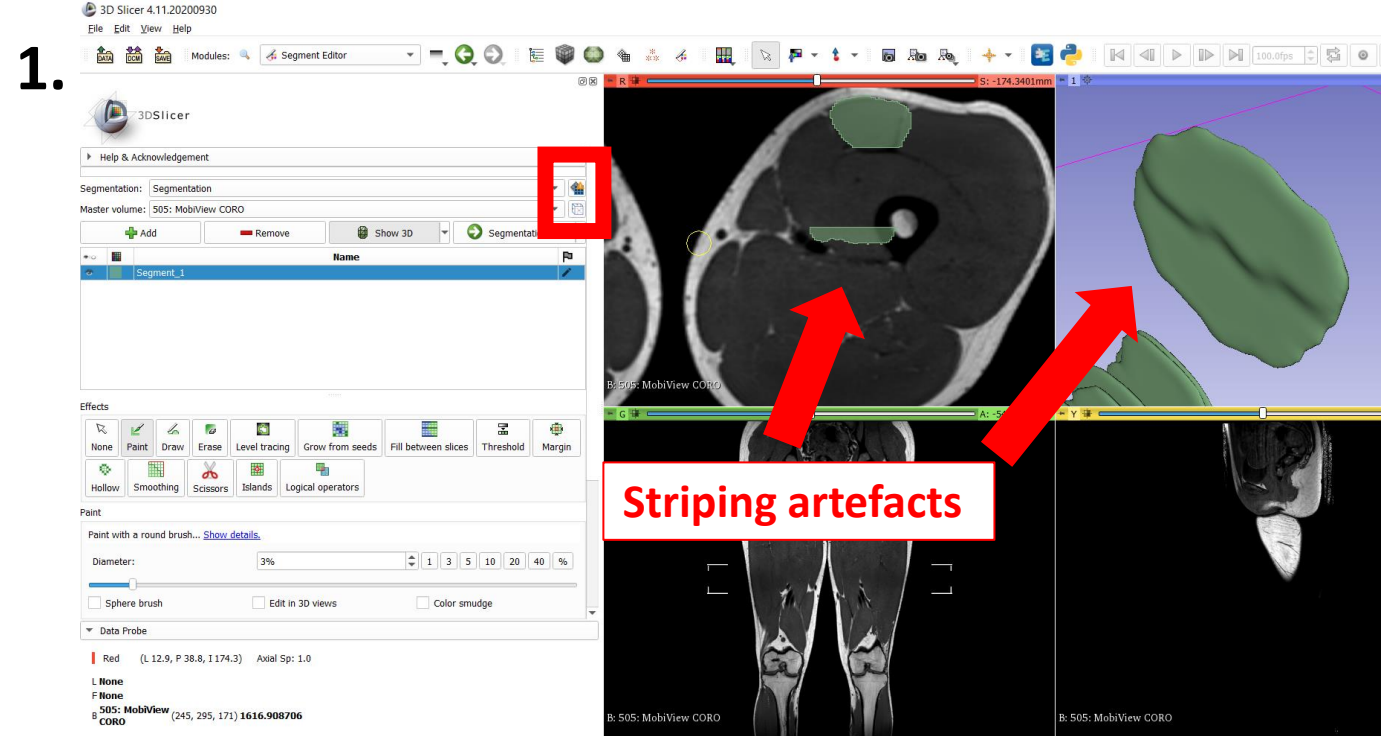 3D Slicer 4.11.20200930
File Edit View Help
1.
DATA DCM SAVE Modules: Segment Editor 100.0fps
R S: -174.3401mm 1
3DSlicer
Help & Acknowledgement
Segmentation: Segmentation
Master volume: 505: MobiView CORO
Add Remove Show 3D Segmentati
Name
Segment_1
B: 505: MobiView CORO
G A: -5 Y
Effects
None Paint Draw Erase Level tracing Grow from seeds Fill between slices Threshold Margin
Hollow Smoothing Scissors Islands Logical operators
Striping artefacts
Paint
Paint with a round brush... Show details.
Diameter: 3% 1 3 5 10 20 40 %
Sphere brush Edit in 3D views Color smudge
Data Probe
Red (L 12.9, P 38.8, I 174.3) Axial Sp: 1.0
L None
F None
B 505: MobiView CORO (245, 295, 171) 1616.908706
B: 505: MobiView CORO
B: 505: MobiView CORO